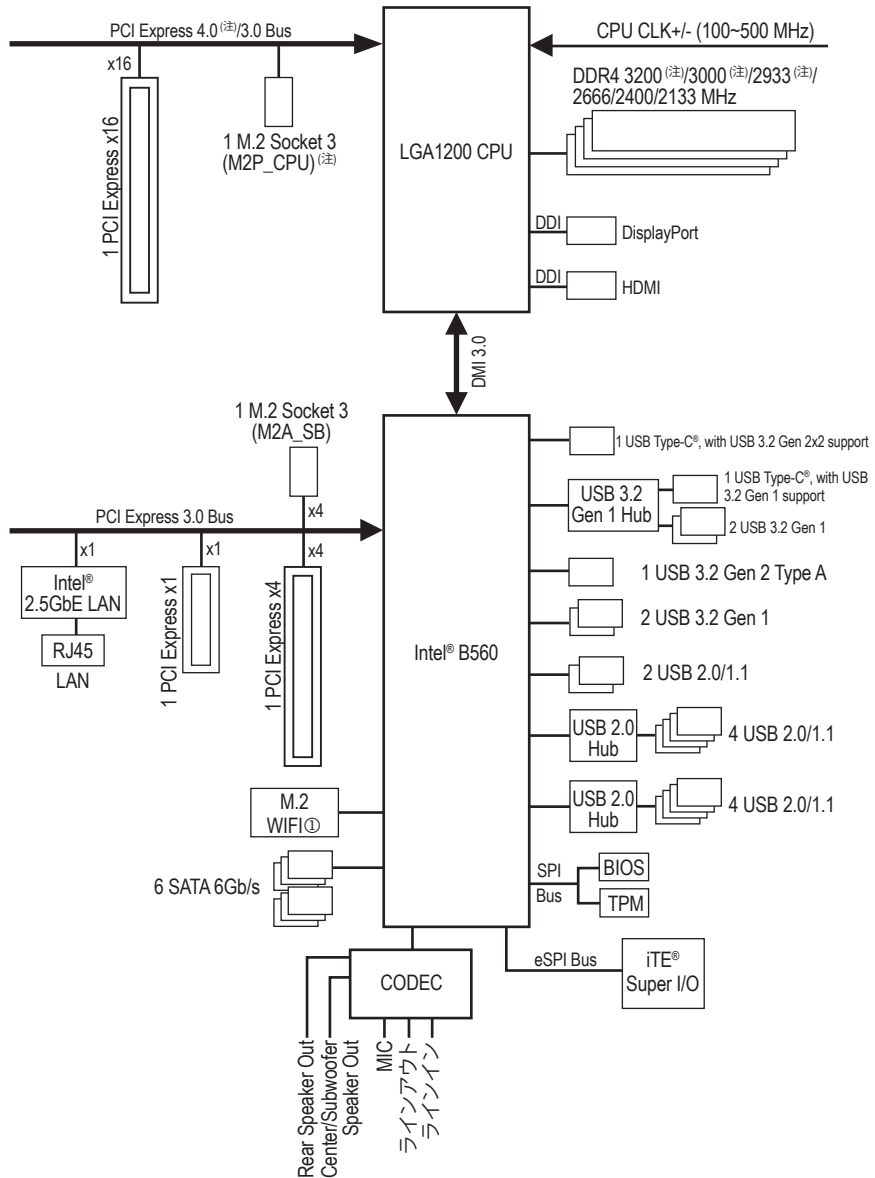 PCI Express 4.0 (注)/3.0 Bus
CPU CLK+/- (100~500 MHz)
x16
DDR4 3200 (注)/3000 (注)/2933 (注)/
2666/2400/2133 MHz
1 PCI Express x16
1 M.2 Socket 3
(M2P_CPU) (注)
LGA1200 CPU
DDI
DisplayPort
DDI
HDMI
DMI 3.0
1 M.2 Socket 3
(M2A_SB)
1 USB Type-C®, with USB 3.2 Gen 2x2 support
USB 3.2
Gen 1 Hub
1 USB Type-C®, with USB
3.2 Gen 1 support
2 USB 3.2 Gen 1
PCI Express 3.0 Bus
x4
x1
x1
x4
Intel®
2.5GbE LAN
RJ45
LAN
1 PCI Express x1
1 PCI Express x4
1 USB 3.2 Gen 2 Type A
2 USB 3.2 Gen 1
Intel® B560
2 USB 2.0/1.1
USB 2.0
Hub
4 USB 2.0/1.1
M.2
WIFI①
USB 2.0
Hub
4 USB 2.0/1.1
6 SATA 6Gb/s
SPI
Bus
BIOS
TPM
CODEC
eSPI Bus
iTE®
Super I/O
Rear Speaker Out
Center/Subwoofer
Speaker Out
MIC
ラインアウト
ラインイン